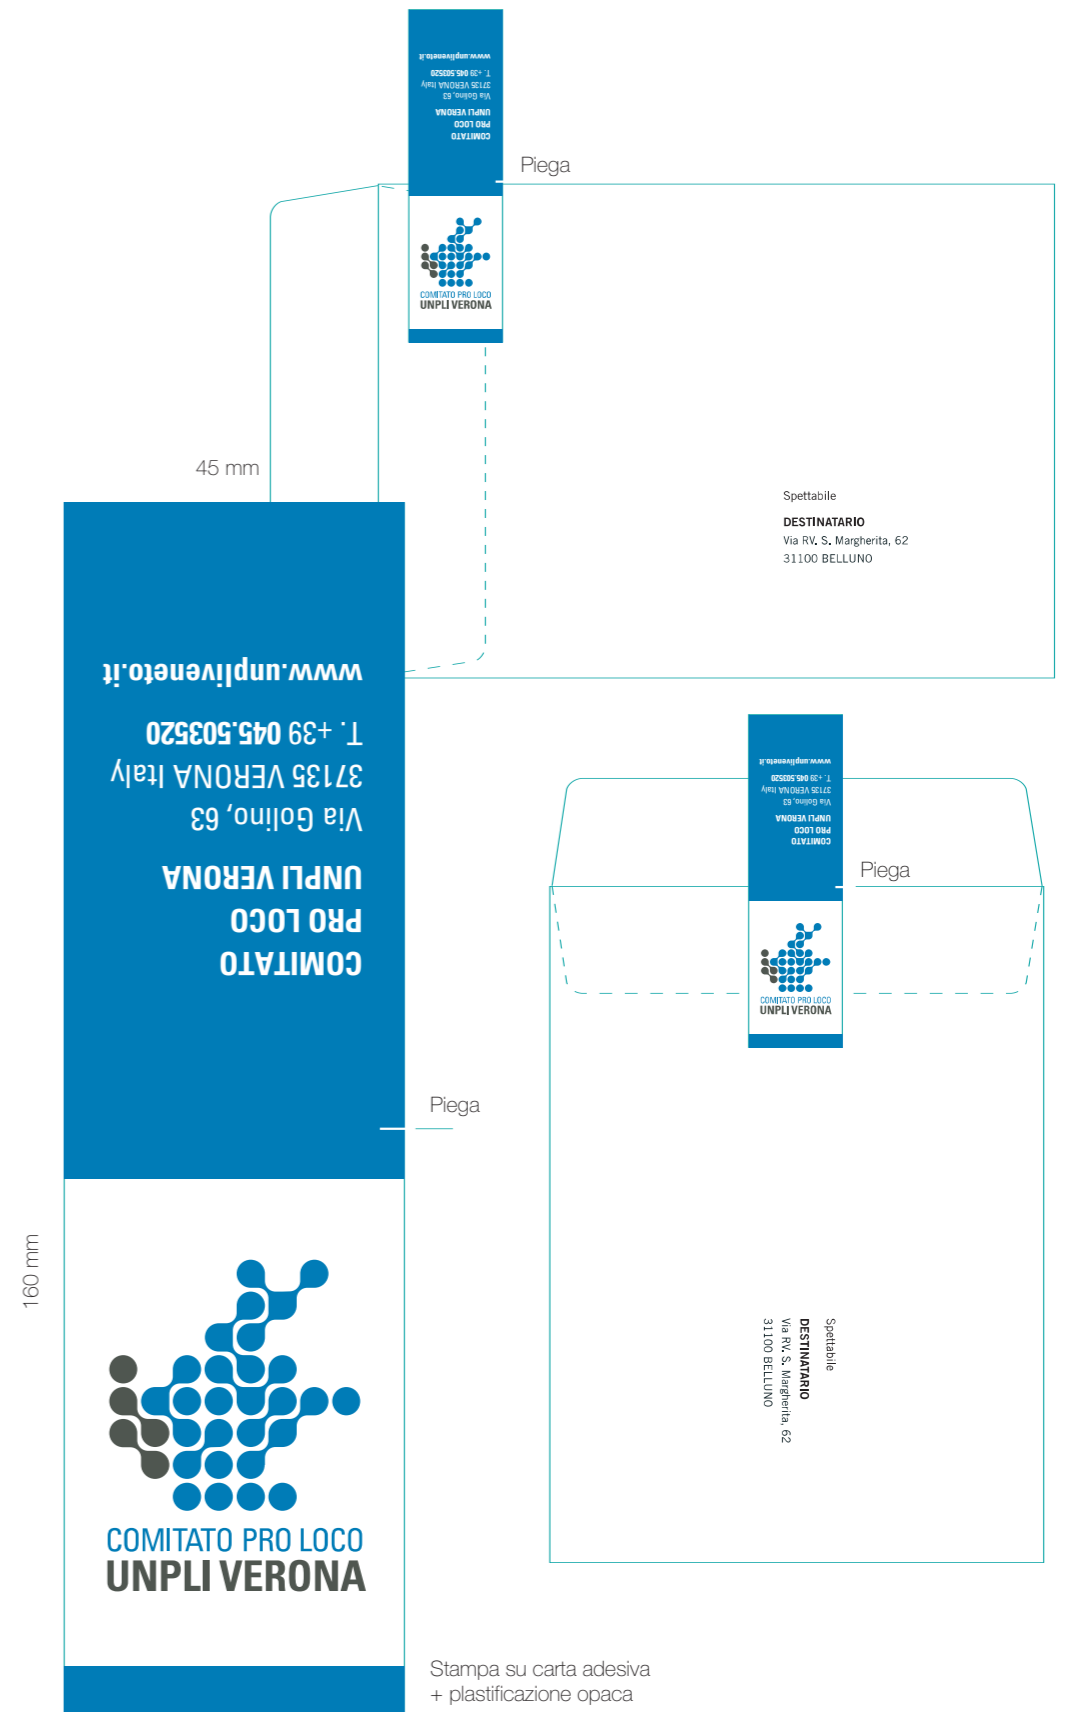 www.unpliveneto.it
T. +39 045.503520
37135 VERONA Italy
Via Golino, 63
UNPLI VERONA
PRO LOCO
COMITATO
Piega
COMITATO PRO LOCO
UNPLI VERONA
45 mm
Spettabile
DESTINATARIO
Via RV. S. Margherita, 62
31100 BELLUNO
COMITATO
PRO LOCO
UNPLI VERONA
Via Golino, 63
37135 VERONA Italy
T. +39 045.503520
www.unpliveneto.it
Piega
160 mm
COMITATO PRO LOCO
UNPLI VERONA
Stampa su carta adesiva
+ plastificazione opaca
COMITATO
PRO LOCO
UNPLI VERONA
Via Golino, 63
37135 VERONA Italy
T. +39 045.503520
www.unpliveneto.it
Piega
COMITATO PRO LOCO
UNPLI VERONA
Spettabile
DESTINATARIO
Via RV. S. Margherita, 62
31100 BELLUNO